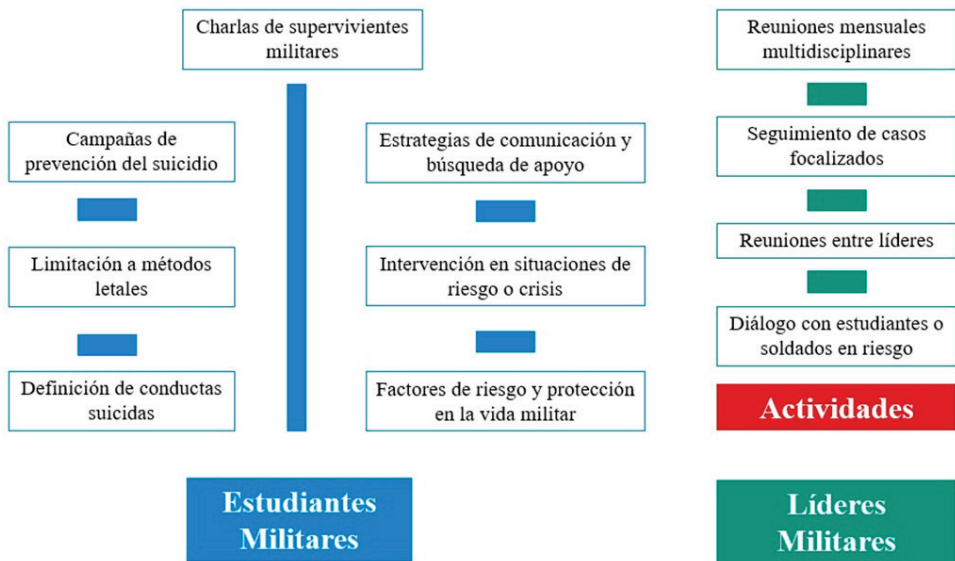 Charlas de supervivientes
militares
Campañas de
prevención del suicidio
Limitación a métodos
letales
Definición de conductas
suicidas
Estrategias de comunicación y
búsqueda de apoyo
Intervención en situaciones de
riesgo o crisis
Factores de riesgo y protección
en la vida militar
Estudiantes
Militares
Reuniones mensuales
multidisciplinares
Seguimiento de casos
focalizados
Reuniones entre líderes
Diálogo con estudiantes o
soldados en riesgo
Actividades
Líderes
Militares